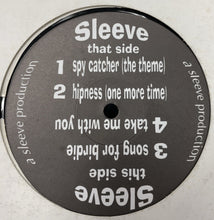 Sleeve
that side
1 spy catcher (the theme)
2 hipness (one more time)
a sleeve production
Sleeve
this side
3 song for birdie
4 take me with you
a sleeve production